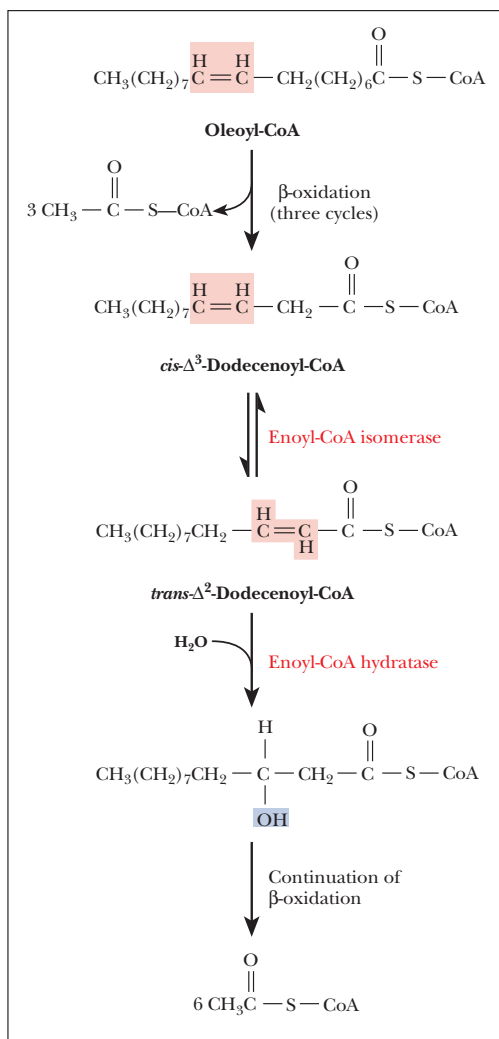 O
H H
CH₃(CH₂)₇C=C—CH₂(CH₂)₆C—S—CoA
Oleoyl-CoA
O
3 CH₃—C—S—CoA
β-oxidation
(three cycles)
O
H H
CH₃(CH₂)₇C=C—CH₂—C—S—CoA
cis-Δ³-Dodecenoyl-CoA
Enoyl-CoA isomerase
O
H
CH₃(CH₂)₇CH₂—C=C—C—S—CoA
H
trans-Δ²-Dodecenoyl-CoA
H₂O
Enoyl-CoA hydratase
H O
CH₃(CH₂)₇CH₂—C—CH₂—C—S—CoA
OH
Continuation of
β-oxidation
O
6 CH₃C—S—CoA